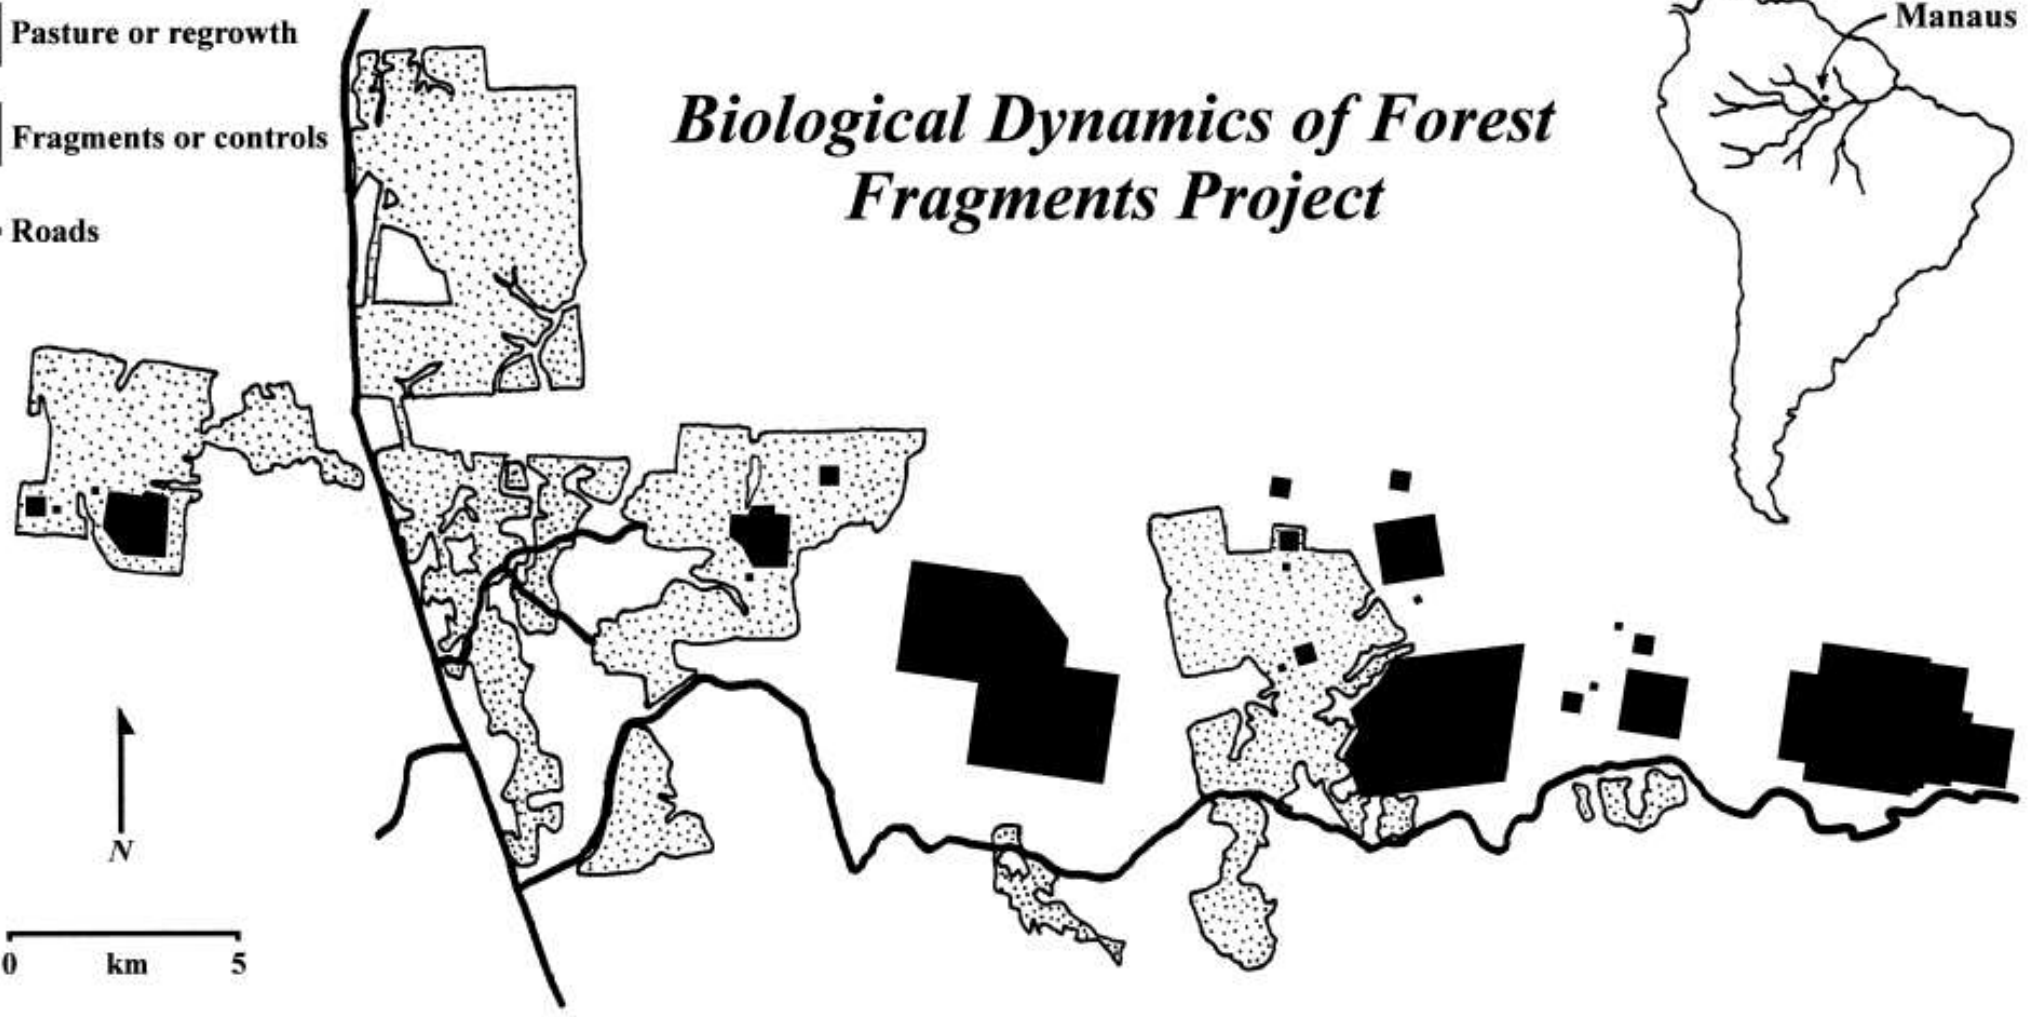 Pasture or regrowth
Fragments or controls
Roads
Biological Dynamics of Forest
Fragments Project
Manaus
N
0 km 5